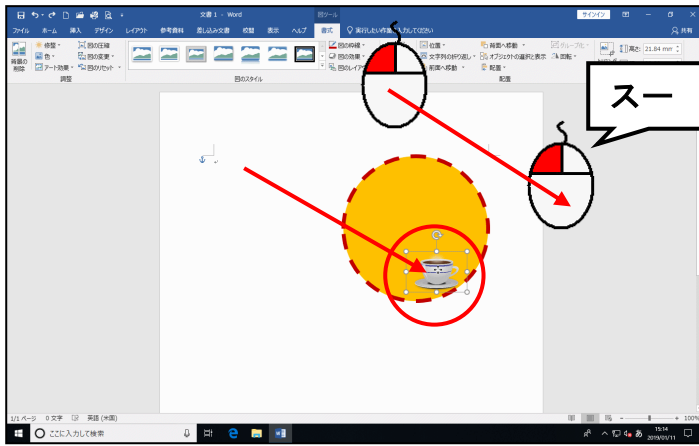 文書 1 - Word
図ツール
サインイン
ファイル ホーム 挿入 デザイン レイアウト 参考資料 差し込み文書 校閲 表示 ヘルプ 書式 実行したい作業を入力してください 共有
修整 図の圧縮 図の枠線 位置 背面へ移動 グループ化 高さ: 21.84 mm
背景の削除 色 図の変更 図の効果 文字列の折り返し オブジェクトの選択と表示 回転
アート効果 図のリセット 図のレイア 前面へ移動 配置
調整 図のスタイル 配置
スー
1/1 ページ 0 文字 英語 (米国) 100%
ここに入力して検索
あ 15:14
2019/01/11